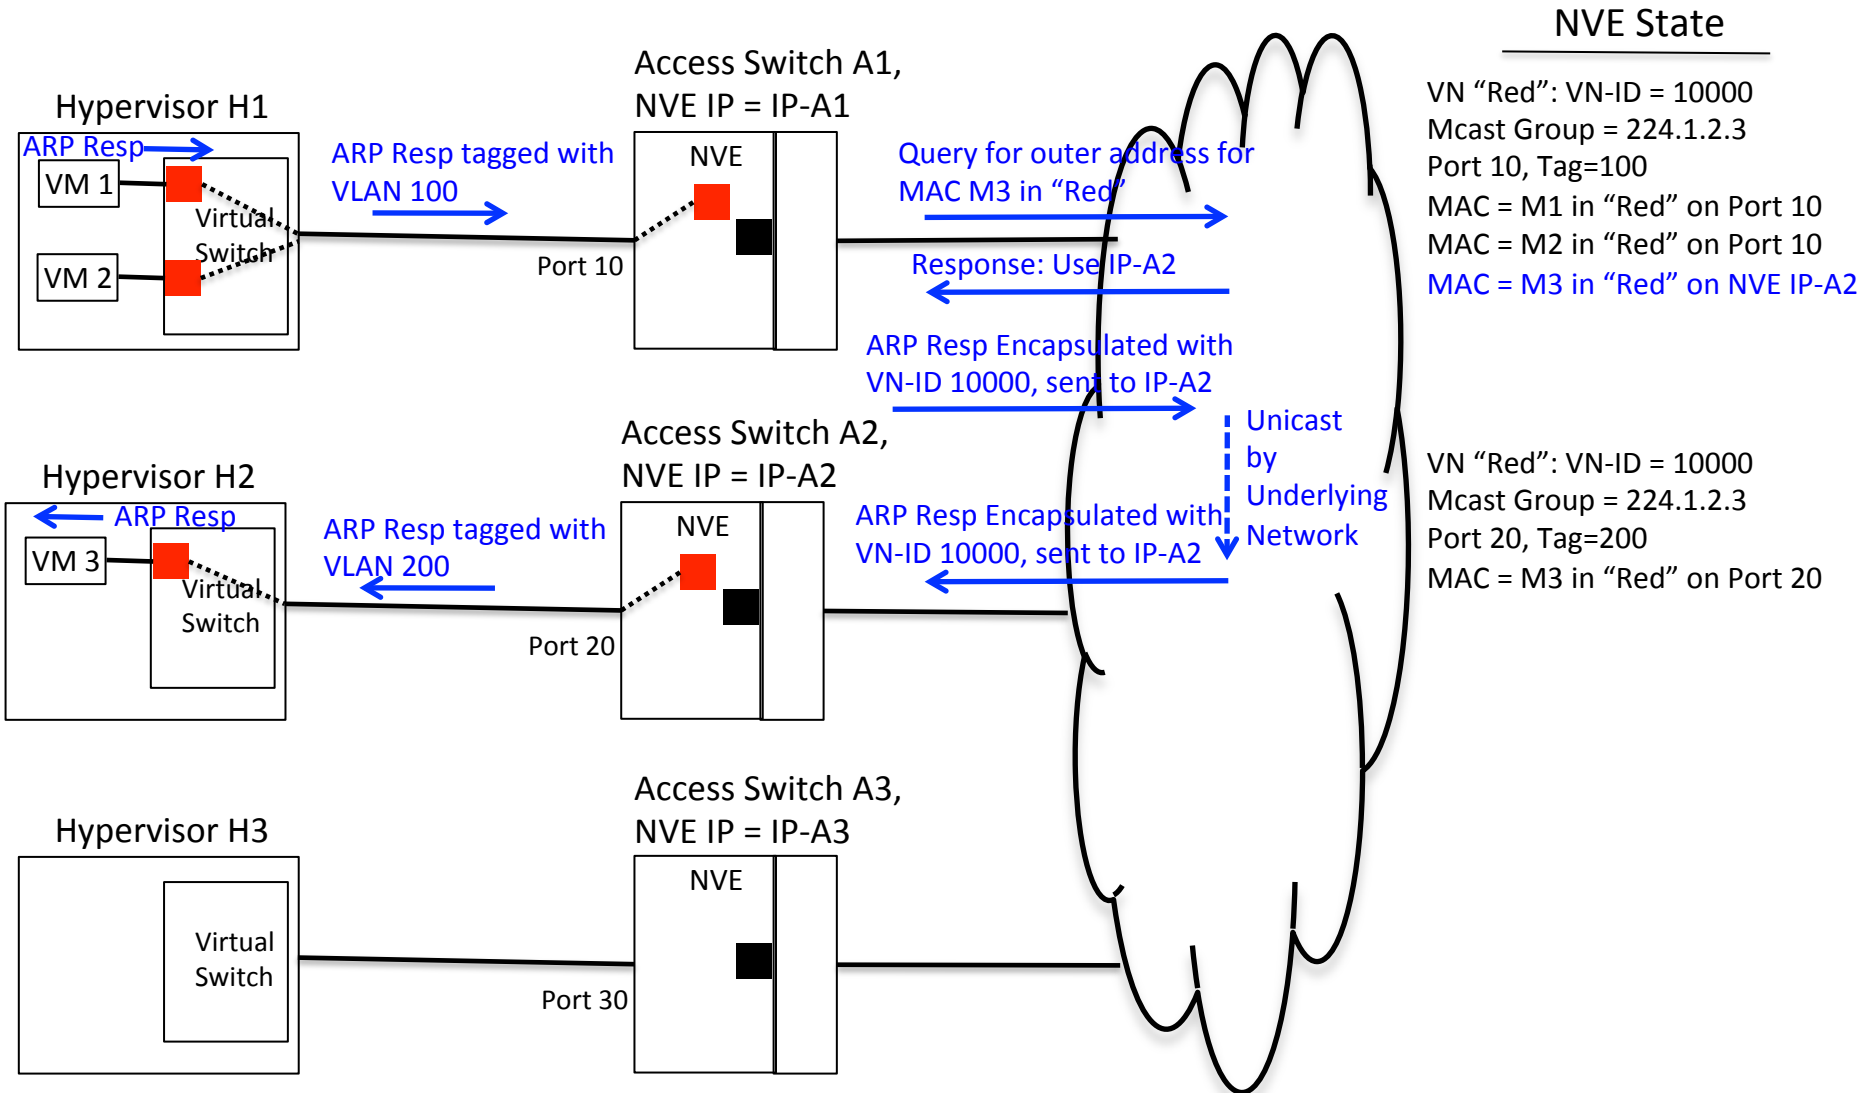 NVE State
Access Switch A1,
NVE IP = IP-A1
Hypervisor H1
ARP Resp
VM 1
VM 2
Virtual
Switch
ARP Resp tagged with
VLAN 100
Port 10
NVE
Query for outer address for
MAC M3 in “Red”
Response: Use IP-A2
ARP Resp Encapsulated with
VN-ID 10000, sent to IP-A2
VN “Red”: VN-ID = 10000
Mcast Group = 224.1.2.3
Port 10, Tag=100
MAC = M1 in “Red” on Port 10
MAC = M2 in “Red” on Port 10
MAC = M3 in “Red” on NVE IP-A2
Access Switch A2,
NVE IP = IP-A2
Hypervisor H2
ARP Resp
VM 3
Virtual
Switch
ARP Resp tagged with
VLAN 200
Port 20
NVE
ARP Resp Encapsulated with
VN-ID 10000, sent to IP-A2
Unicast
by
Underlying
Network
VN “Red”: VN-ID = 10000
Mcast Group = 224.1.2.3
Port 20, Tag=200
MAC = M3 in “Red” on Port 20
Access Switch A3,
NVE IP = IP-A3
Hypervisor H3
Virtual
Switch
Port 30
NVE